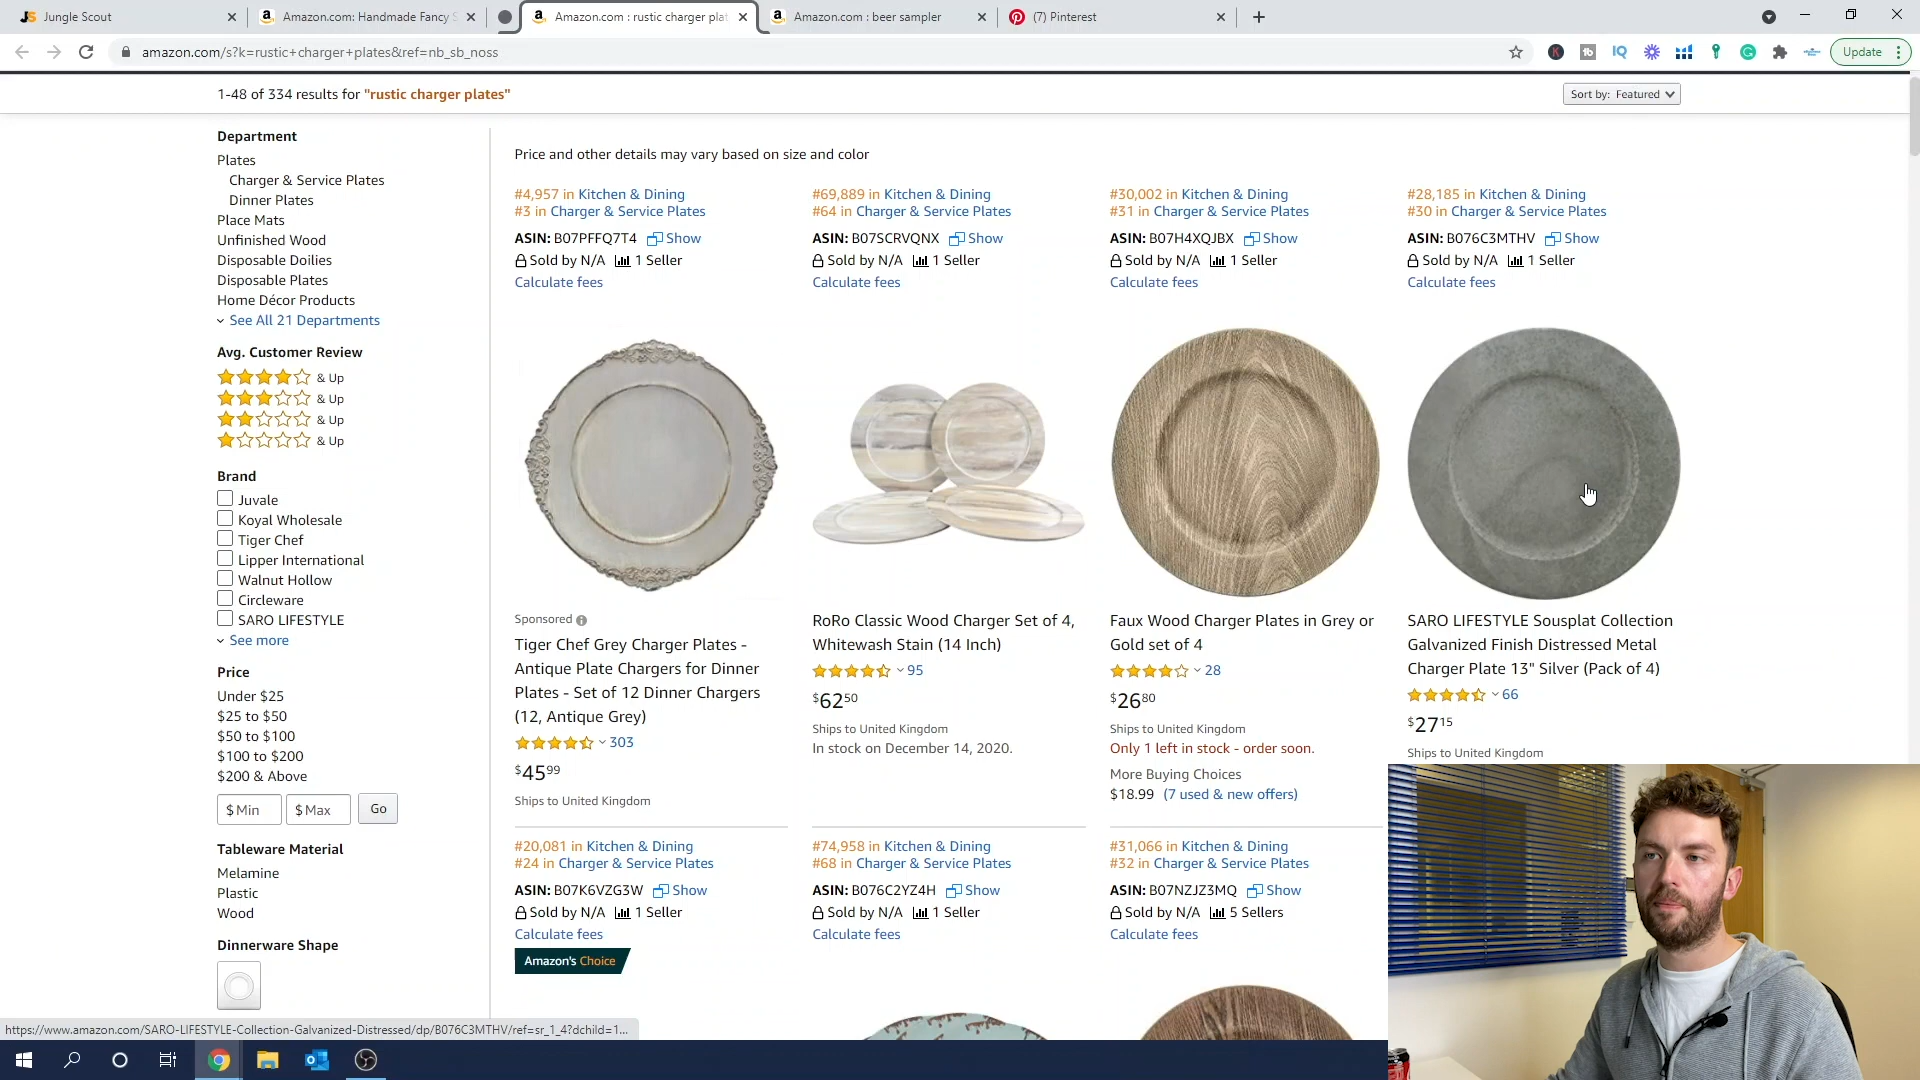 Jungle Scout
Amazon.com: Handmade Fancy S
Amazon.com : rustic charger plat
Amazon.com : beer sampler
(7) Pinterest
amazon.com/s?k=rustic+charger+plates&ref=nb_sb_noss
Update
1-48 of 334 results for "rustic charger plates"
Sort by: Featured
Department
Plates
Charger & Service Plates
Dinner Plates
Place Mats
Unfinished Wood
Disposable Doilies
Disposable Plates
Home Décor Products
See All 21 Departments
Avg. Customer Review
& Up
& Up
& Up
& Up
Brand
Juvale
Koyal Wholesale
Tiger Chef
Lipper International
Walnut Hollow
Circleware
SARO LIFESTYLE
See more
Price
Under $25
$25 to $50
$50 to $100
$100 to $200
$200 & Above
$ Min
$ Max
Go
Tableware Material
Melamine
Plastic
Wood
Dinnerware Shape
Price and other details may vary based on size and color
#4,957 in Kitchen & Dining
#3 in Charger & Service Plates
ASIN: B07PFFQ7T4 Show
Sold by N/A 1 Seller
Calculate fees
Sponsored
Tiger Chef Grey Charger Plates -
Antique Plate Chargers for Dinner
Plates - Set of 12 Dinner Chargers
(12, Antique Grey)
303
$4599
Ships to United Kingdom
#69,889 in Kitchen & Dining
#64 in Charger & Service Plates
ASIN: B07SCRVQNX Show
Sold by N/A 1 Seller
Calculate fees
RoRo Classic Wood Charger Set of 4,
Whitewash Stain (14 Inch)
95
$6250
Ships to United Kingdom
In stock on December 14, 2020.
#30,002 in Kitchen & Dining
#31 in Charger & Service Plates
ASIN: B07H4XQJBX Show
Sold by N/A 1 Seller
Calculate fees
Faux Wood Charger Plates in Grey or
Gold set of 4
28
$2680
Ships to United Kingdom
Only 1 left in stock - order soon.
More Buying Choices
$18.99 (7 used & new offers)
#28,185 in Kitchen & Dining
#30 in Charger & Service Plates
ASIN: B076C3MTHV Show
Sold by N/A 1 Seller
Calculate fees
SARO LIFESTYLE Sousplat Collection
Galvanized Finish Distressed Metal
Charger Plate 13" Silver (Pack of 4)
66
$2715
Ships to United Kingdom
#20,081 in Kitchen & Dining
#24 in Charger & Service Plates
ASIN: B07K6VZG3W Show
Sold by N/A 1 Seller
Calculate fees
Amazon's Choice
#74,958 in Kitchen & Dining
#68 in Charger & Service Plates
ASIN: B076C2YZ4H Show
Sold by N/A 1 Seller
Calculate fees
#31,066 in Kitchen & Dining
#32 in Charger & Service Plates
ASIN: B07NZJZ3MQ Show
Sold by N/A 5 Sellers
Calculate fees
https://www.amazon.com/SARO-LIFESTYLE-Collection-Galvanized-Distressed/dp/B076C3MTHV/ref=sr_1_4?dchild=1...